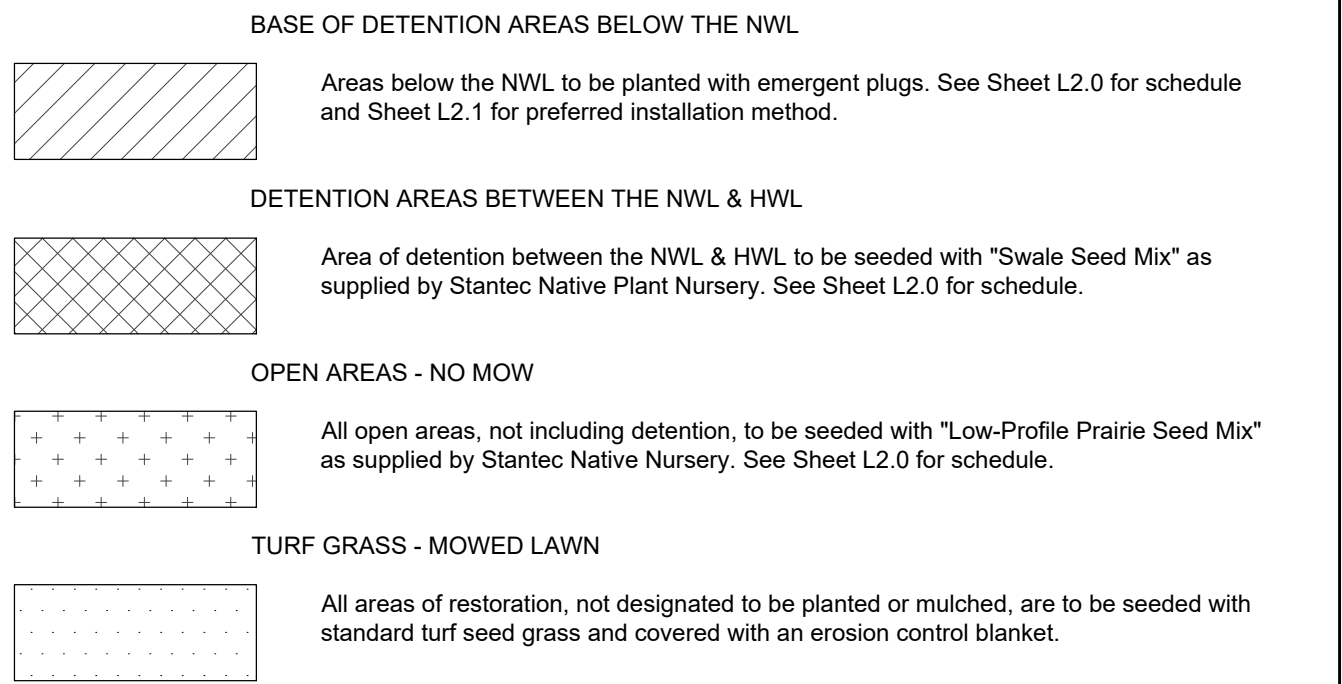 BASE OF DETENTION AREAS BELOW THE NWL
Areas below the NWL to be planted with emergent plugs. See Sheet L2.0 for schedule
and Sheet L2.1 for preferred installation method.
DETENTION AREAS BETWEEN THE NWL & HWL
Area of detention between the NWL & HWL to be seeded with "Swale Seed Mix" as
supplied by Stantec Native Plant Nursery. See Sheet L2.0 for schedule.
OPEN AREAS - NO MOW
All open areas, not including detention, to be seeded with "Low-Profile Prairie Seed Mix"
as supplied by Stantec Native Nursery. See Sheet L2.0 for schedule.
TURF GRASS - MOWED LAWN
All areas of restoration, not designated to be planted or mulched, are to be seeded with
standard turf seed grass and covered with an erosion control blanket.